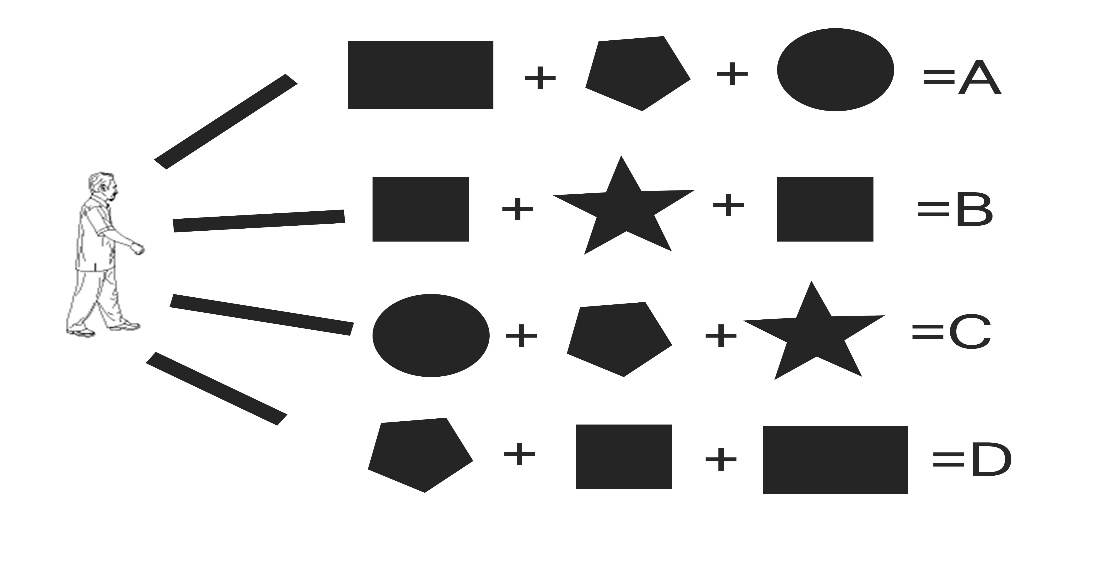 + + =A
+ + =B
+ + =C
+ + =D